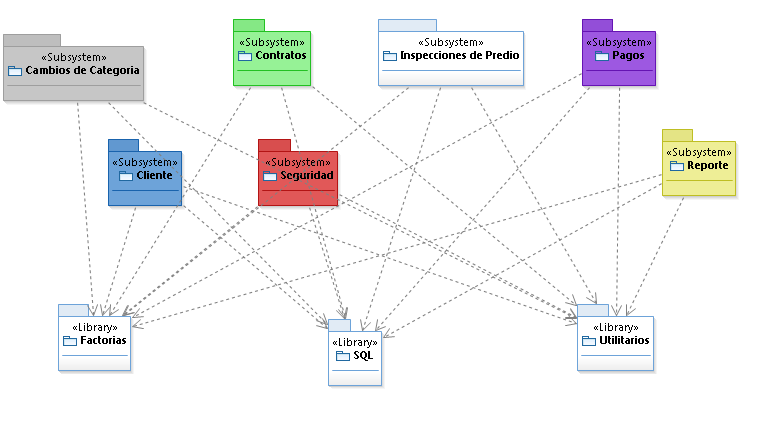 «Subsystem»
Cambios de Categoria
«Subsystem»
Contratos
«Subsystem»
Inspecciones de Predio
«Subsystem»
Pagos
«Subsystem»
Cliente
«Subsystem»
Seguridad
«Subsystem»
Reporte
«Library»
Factorias
«Library»
SQL
«Library»
Utilitarios